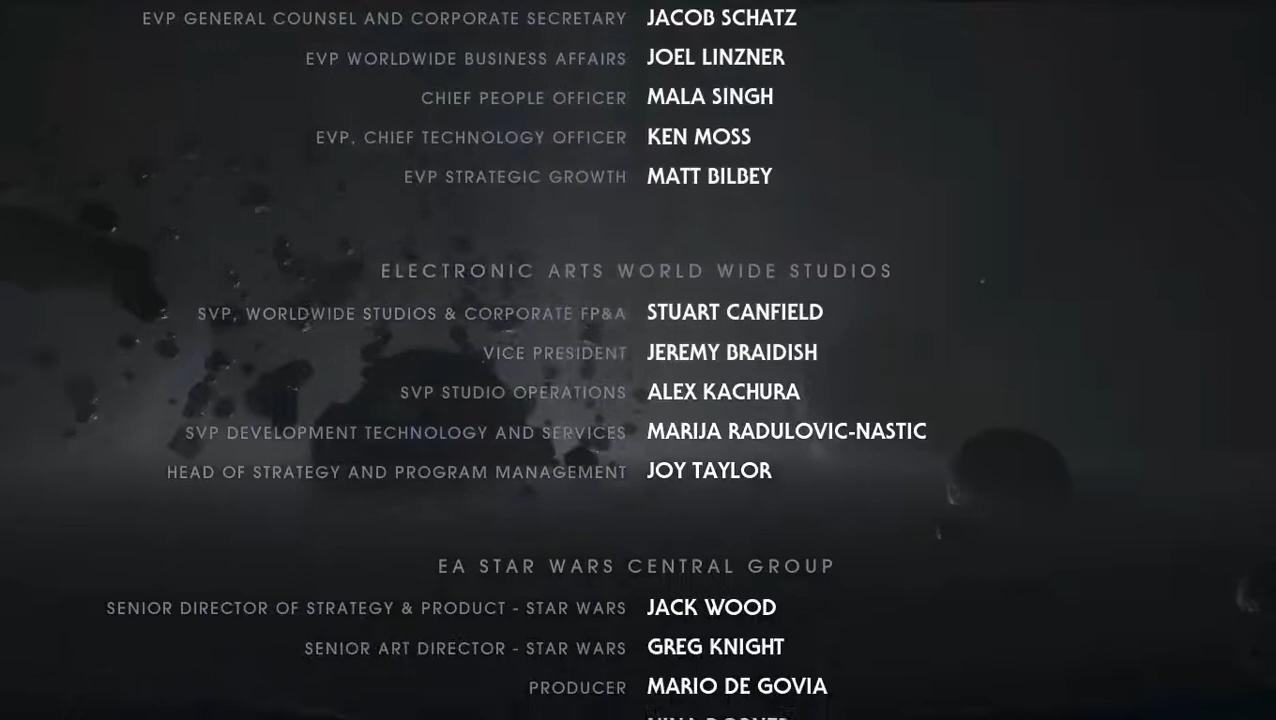 EVP GENERAL COUNSEL AND CORPORATE SECRETARY JACOB SCHATZ
EVP WORLDWIDE BUSINESS AFFAIRS JOEL LINZNER
CHIEF PEOPLE OFFICER MALA SINGH
EVP, CHIEF TECHNOLOGY OFFICER KEN MOSS
EVP STRATEGIC GROWTH MATT BILBEY
ELECTRONIC ARTS WORLD WIDE STUDIOS
SVP, WORLDWIDE STUDIOS & CORPORATE FP&A STUART CANFIELD
VICE PRESIDENT JEREMY BRAIDISH
SVP STUDIO OPERATIONS ALEX KACHURA
SVP DEVELOPMENT TECHNOLOGY AND SERVICES MARIJA RADULOVIC-NASTIC
HEAD OF STRATEGY AND PROGRAM MANAGEMENT JOY TAYLOR
EA STAR WARS CENTRAL GROUP
SENIOR DIRECTOR OF STRATEGY & PRODUCT - STAR WARS JACK WOOD
SENIOR ART DIRECTOR - STAR WARS GREG KNIGHT
PRODUCER MARIO DE GOVIA